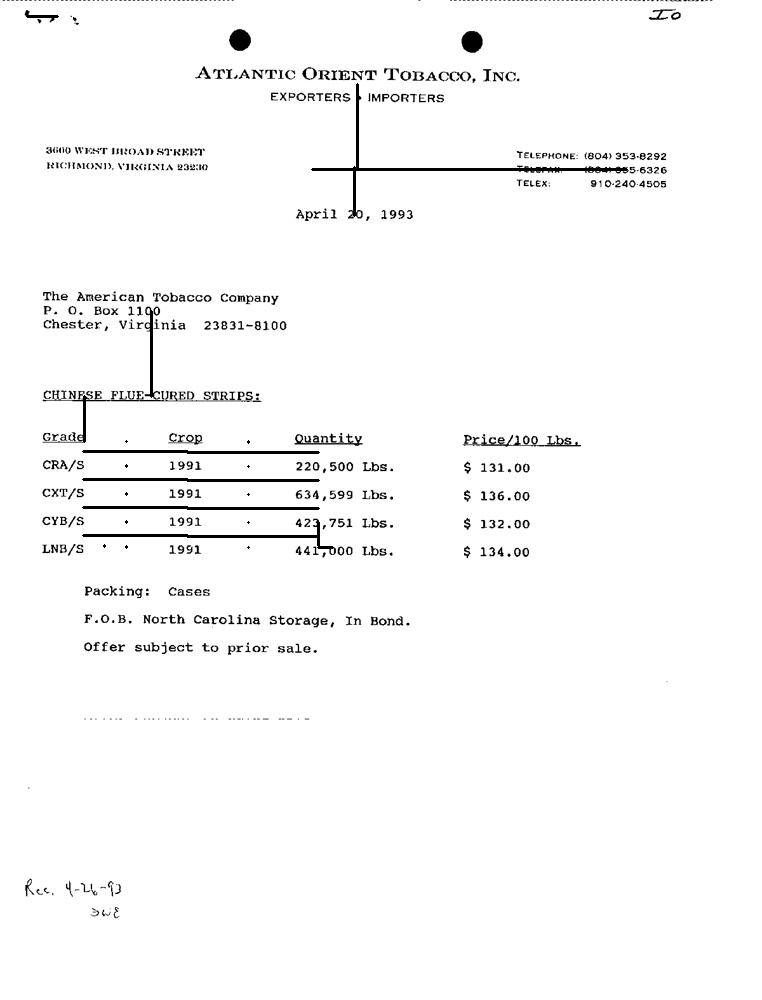 IO
ATLANTIC ORIENT TOBACCO, INC.
EXPORTERS • IMPORTERS
3600 WEST BROAD STREET
RICHMOND, VIRGINIA 23230
TELEPHONE: (804) 353-8292
TELEFAX: (804) 355-6326
TELEX: 910-240-4505
April 20, 1993
The American Tobacco Company
P. O. Box 1100
Chester, Virginia 23831-8100
CHINESE FLUE-CURED STRIPS:
Grade . Crop . Quantity Price/100 Lbs.
CRA/S . 1991 . 220,500 Lbs. $ 131.00
CXT/S . 1991 . 634,599 Lbs. $ 136.00
CYB/S . 1991 . 423,751 Lbs. $ 132.00
LNB/S . . 1991 . 441,000 Lbs. $ 134.00
Packing: Cases
F.O.B. North Carolina Storage, In Bond.
Offer subject to prior sale.
Rec. 4-26-93